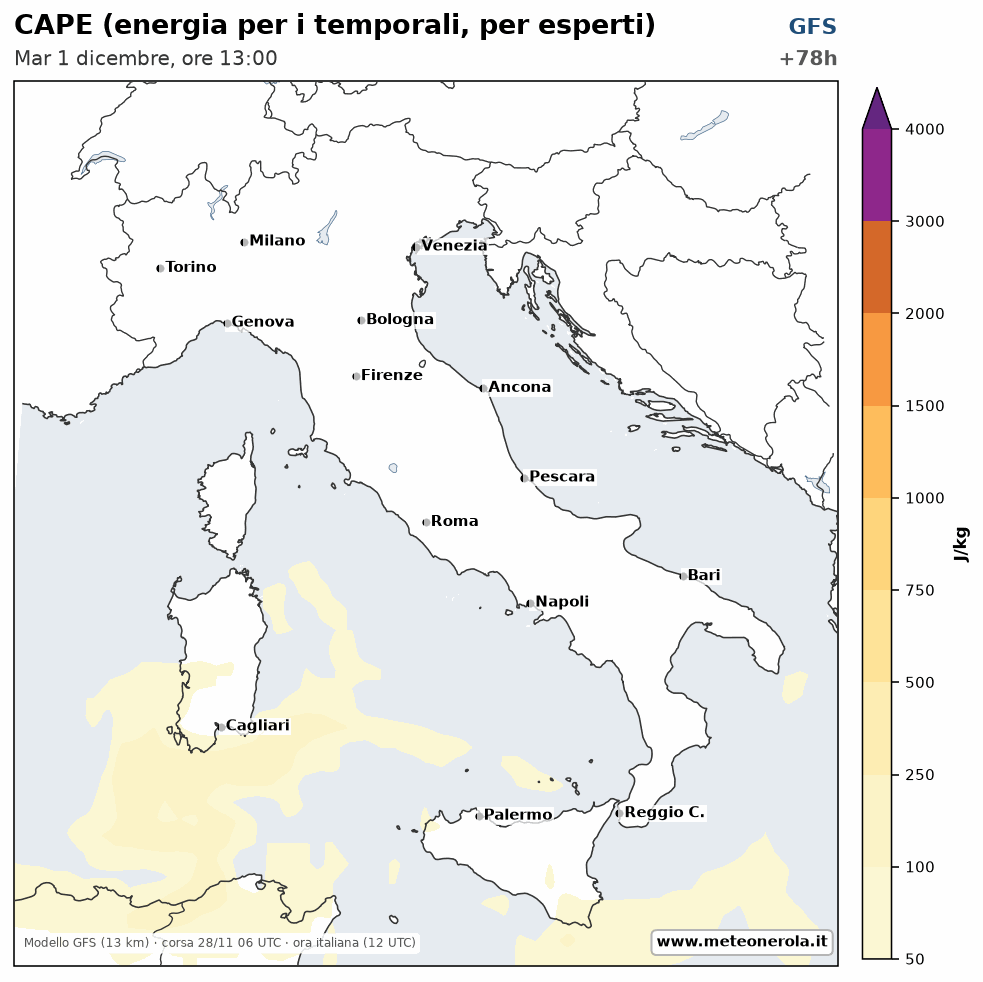 CAPE (energia per i temporali, per esperti)
GFS
Mar 1 dicembre, ore 13:00
+78h
4000
3000
2000
1500
1000
750
500
250
100
50
J/kg
Milano
Venezia
Torino
Genova
Bologna
Firenze
Ancona
Pescara
Roma
Bari
Napoli
Cagliari
Palermo
Reggio C.
Modello GFS (13 km) · corsa 28/11 06 UTC · ora italiana (12 UTC)
www.meteonerola.it